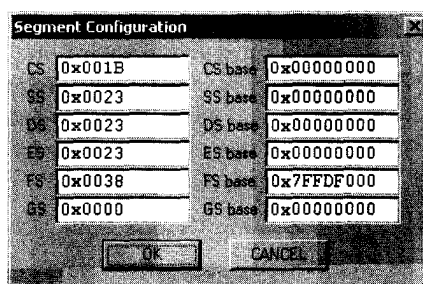 Segment Configuration
CS 0x001B CS base 0x00000000
SS 0x0023 SS base 0x00000000
DS 0x0023 DS base 0x00000000
ES 0x0023 ES base 0x00000000
FS 0x0038 FS base 0x7FFDF000
GS 0x0000 GS base 0x00000000
OK CANCEL